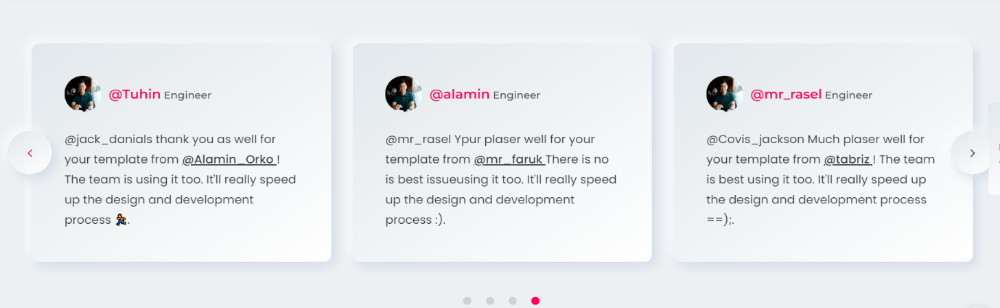 @Tuhin Engineer
@jack_danials thank you as well for
your template from @Alamin_Orko !
The team is using it too. It'll really speed
up the design and development
process 🏃.
@alamin Engineer
@mr_rasel Ypur plaser well for your
template from @mr_faruk There is no
is best issueusing it too. It'll really speed
up the design and development
process :).
@mr_rasel Engineer
@Covis_jackson Much plaser well for
your template from @tabriz ! The team
is best using it too. It'll really speed up
the design and development process
==);.